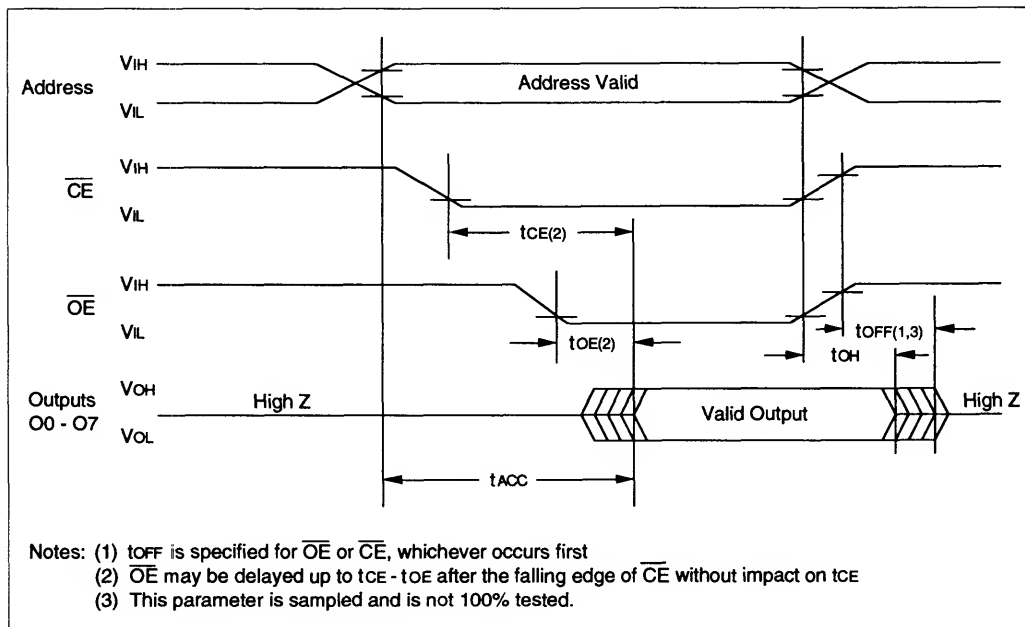 VIH
Address
Address Valid
VIL
VIH
CE
VIL
tCE(2)
VIH
OE
VIL
tOE(2)
tOFF(1,3)
tOH
VOH
Outputs
O0 - O7
High Z
Valid Output
High Z
VOL
tACC
Notes: (1) tOFF is specified for OE or CE, whichever occurs first
(2) OE may be delayed up to tCE - tOE after the falling edge of CE without impact on tCE
(3) This parameter is sampled and is not 100% tested.